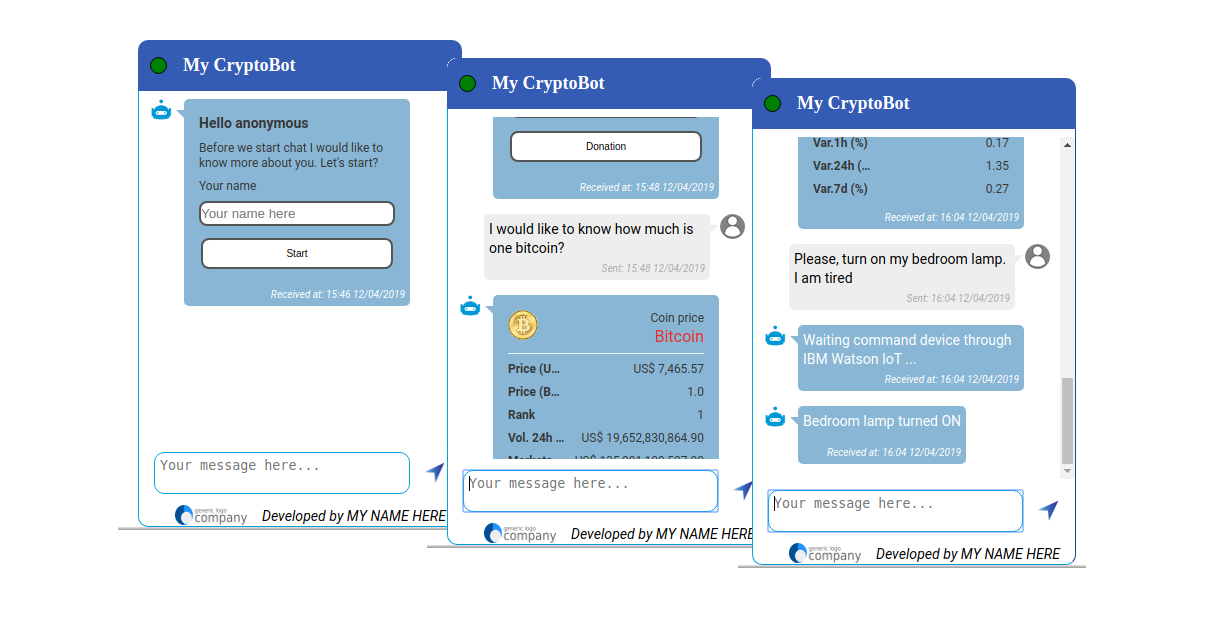 My CryptoBot
Hello anonymous
Before we start chat I would like to
know more about you. Let's start?
Your name
Your name here
Start
Received at: 15:46 12/04/2019
Your message here...
generic logo
company
Developed by MY NAME HERE
My CryptoBot
Donation
Received at: 15:48 12/04/2019
I would like to know how much is
one bitcoin?
Sent: 15:48 12/04/2019
Coin price
Bitcoin
Price (U... US$ 7,465.57
Price (B... 1.0
Rank 1
Vol. 24h ... US$ 19,652,830,864.90
Your message here...
generic logo
company
Developed by MY NAME HERE
My CryptoBot
Var.1h (%) 0.17
Var.24h (... 1.35
Var.7d (%) 0.27
Received at: 16:04 12/04/2019
Please, turn on my bedroom lamp.
I am tired
Sent: 16:04 12/04/2019
Waiting command device through
IBM Watson IoT ...
Received at: 16:04 12/04/2019
Bedroom lamp turned ON
Received at: 16:04 12/04/2019
Your message here...
generic logo
company
Developed by MY NAME HERE